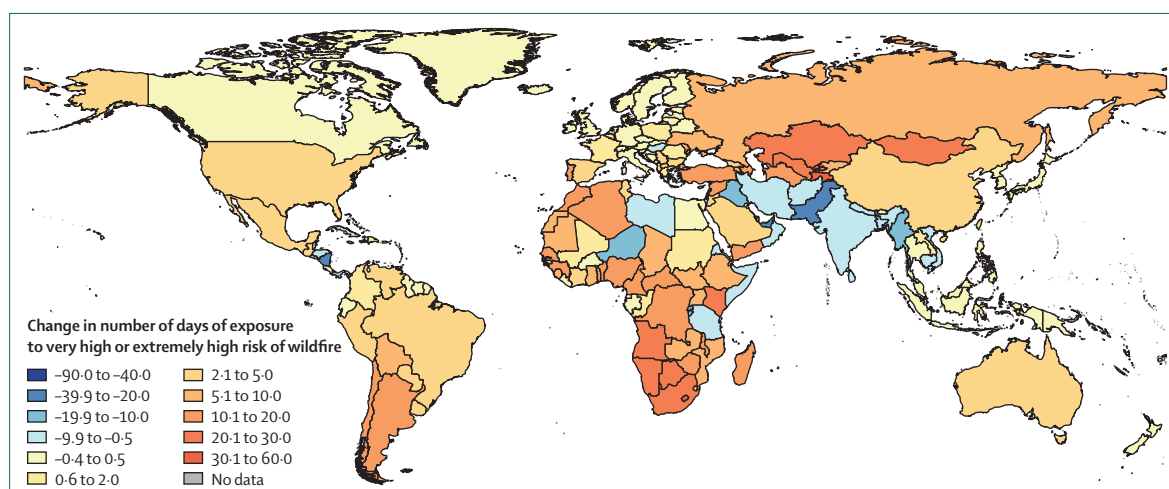 Change in number of days of exposure
to very high or extremely high risk of wildfire
–90·0 to –40·0
–39·9 to –20·0
–19·9 to –10·0
–9·9 to –0·5
–0·4 to 0·5
0·6 to 2·0
2·1 to 5·0
5·1 to 10·0
10·1 to 20·0
20·1 to 30·0
30·1 to 60·0
No data